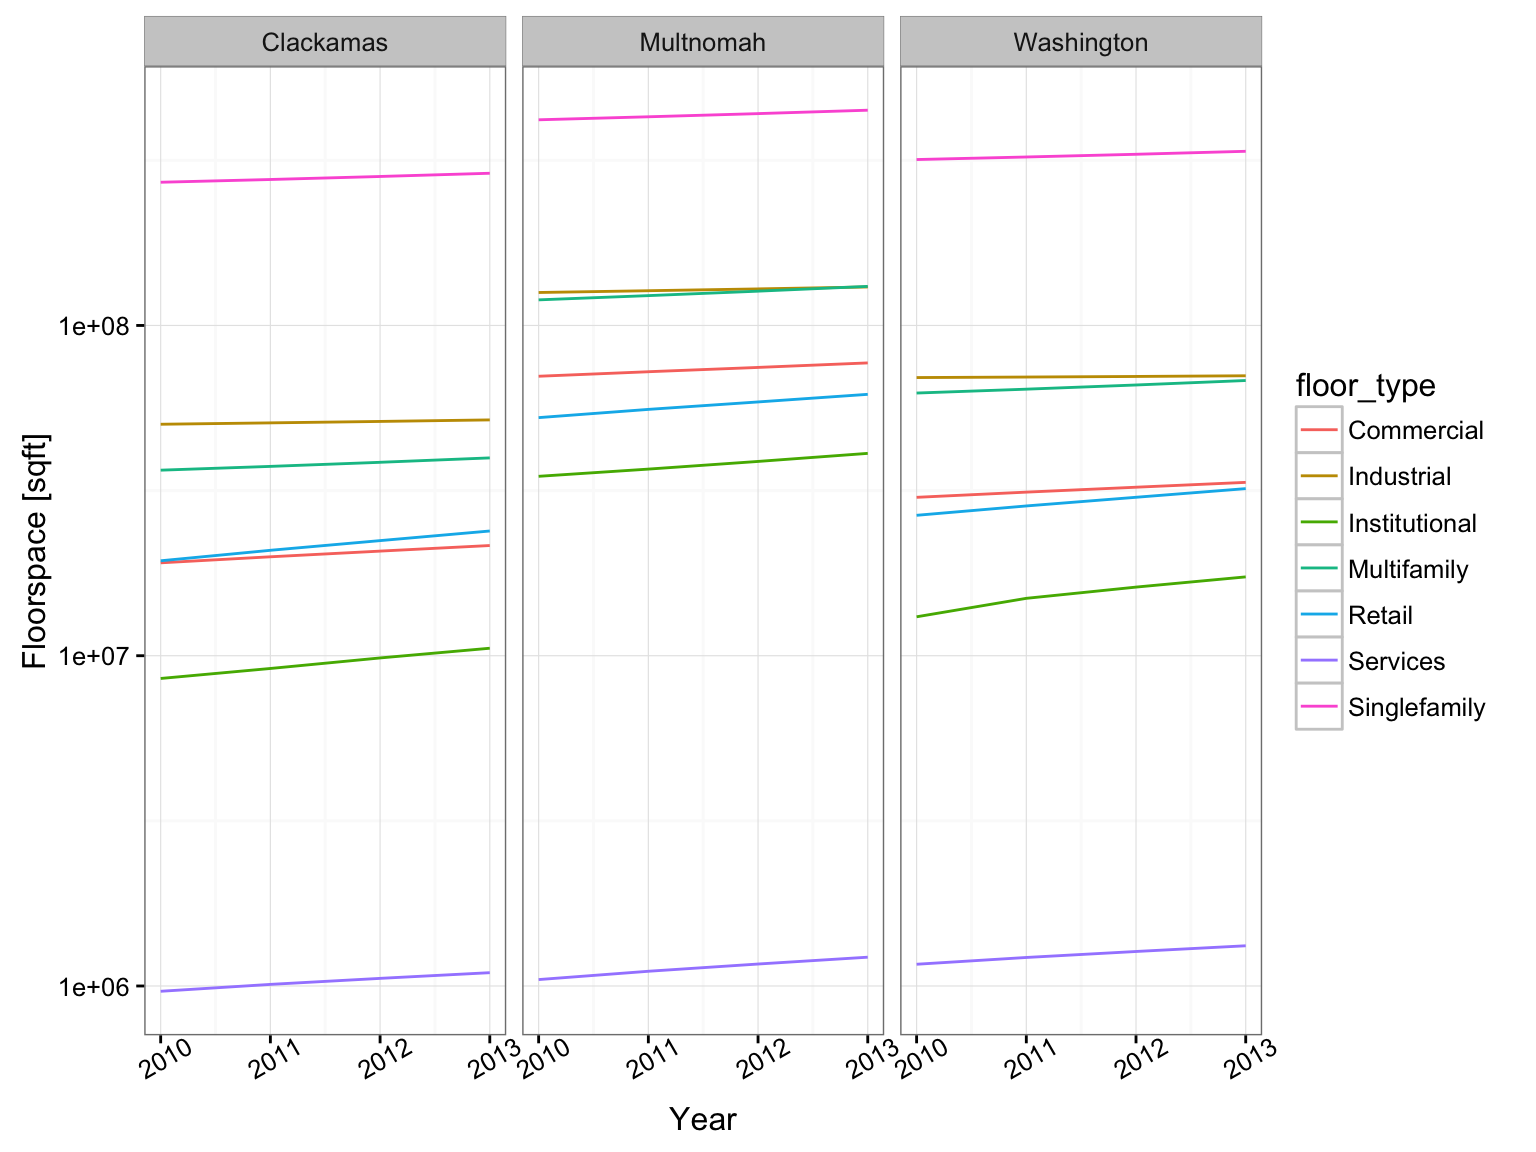 Clackamas Multnomah Washington
1e+08
1e+07
1e+06
Floorspace [sqft]
2010 2011 2012 2013 2010 2011 2012 2013 2010 2011 2012 2013
Year
floor_type
Commercial
Industrial
Institutional
Multifamily
Retail
Services
Singlefamily